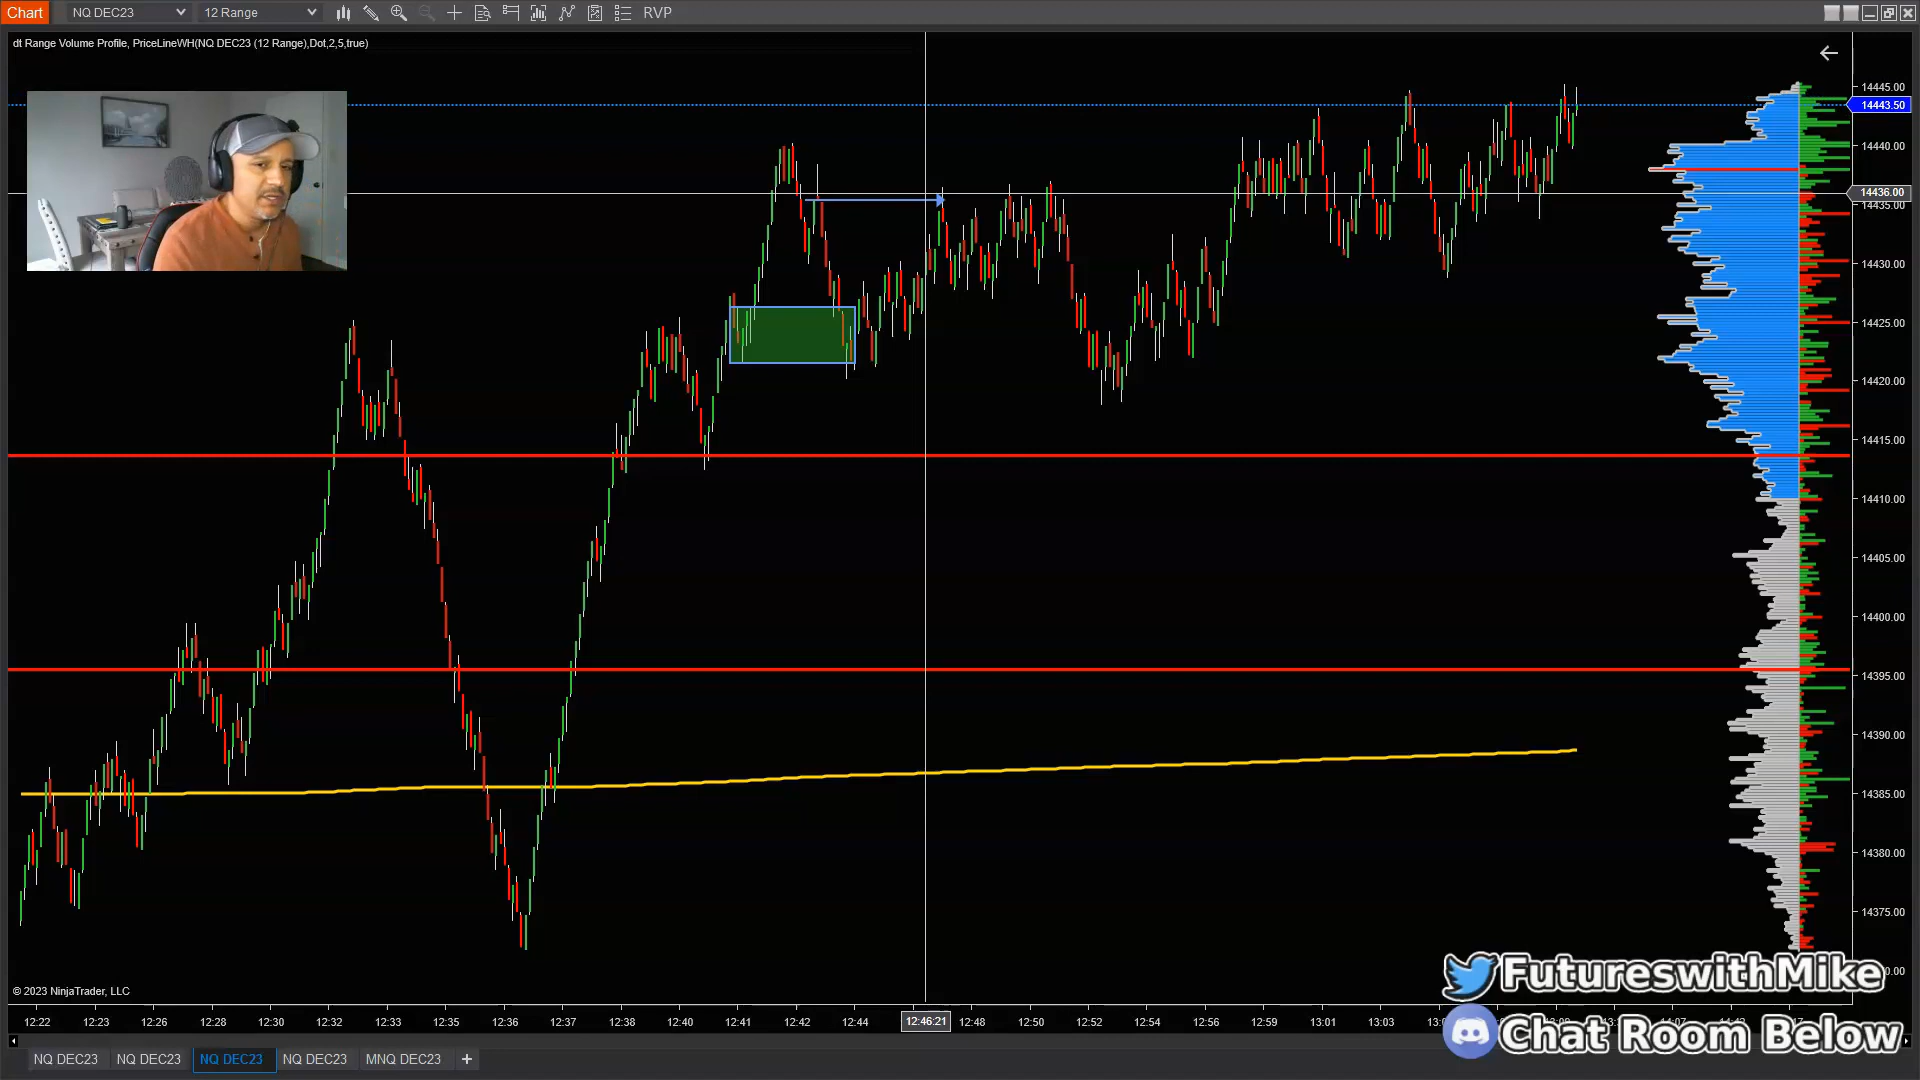 Chart NQ DEC23 12 Range RVP
dt Range Volume Profile, PriceLineWH(NQ DEC23 (12 Range),Dot,2,5,true)
14445.00
14443.50
14440.00
14436.00
14435.00
14430.00
14425.00
14420.00
14415.00
14410.00
14405.00
14400.00
14395.00
14390.00
14385.00
14380.00
14375.00
FutureswithMike
© 2023 NinjaTrader, LLC
12:22 12:23 12:26 12:28 12:30 12:32 12:33 12:35 12:36 12:37 12:38 12:40 12:41 12:42 12:44 12:46:21 12:48 12:50 12:52 12:54 12:56 12:59 13:01 13:03
Chat Room Below
NQ DEC23 NQ DEC23 NQ DEC23 NQ DEC23 MNQ DEC23 +